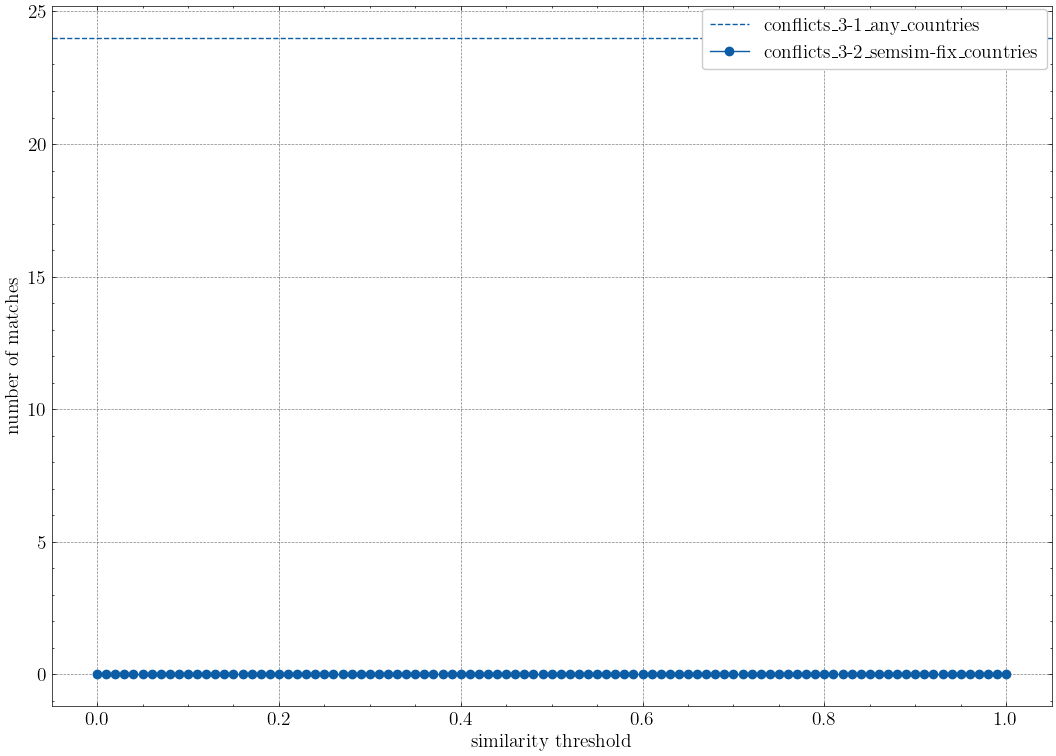 25
conflicts_3-1_any_countries
conflicts_3-2_semsim-fix_countries
20
15
10
5
0
number of matches
0.0 0.2 0.4 0.6 0.8 1.0
similarity threshold